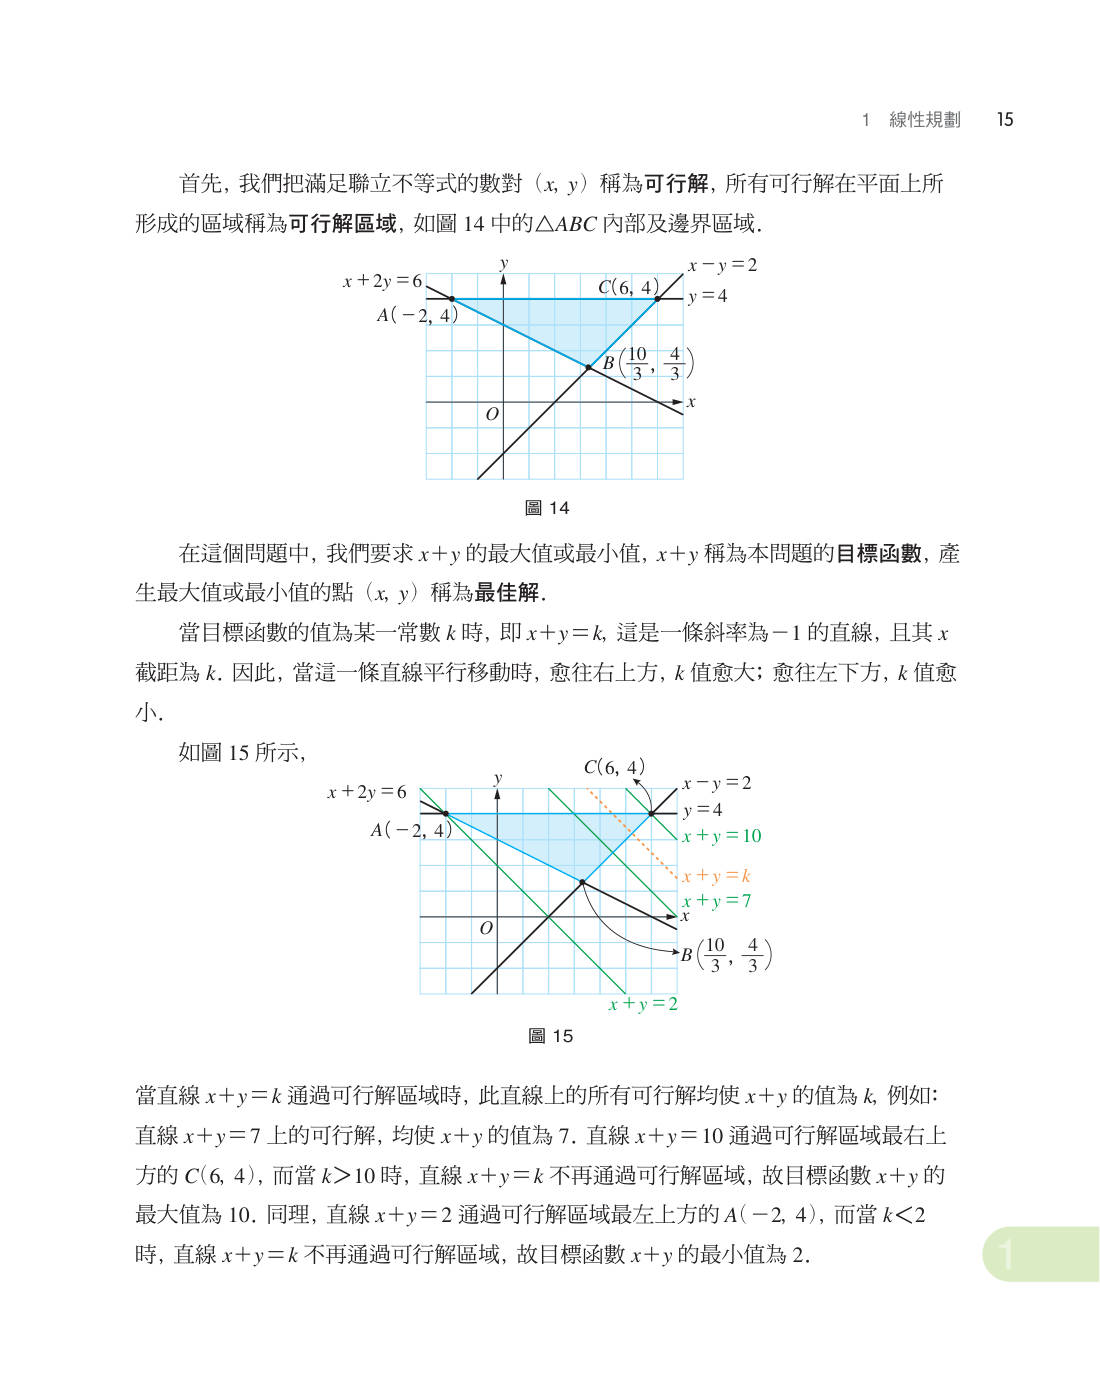 1 線性規劃 15
首先, 我們把滿足聯立不等式的數對 (x, y) 稱為可行解, 所有可行解在平面上所
形成的區域稱為可行解區域, 如圖 14 中的△ABC 內部及邊界區域.
y
x-y=2
x+2y=6
C(6, 4)
y=4
A(-2, 4)
B(10/3, 4/3)
x
O
圖 14
在這個問題中, 我們要求 x+y 的最大值或最小值, x+y 稱為本問題的目標函數, 產
生最大值或最小值的點 (x, y) 稱為最佳解.
當目標函數的值為某一常數 k 時, 即 x+y=k, 這是一條斜率為-1 的直線, 且其 x
截距為 k. 因此, 當這一條直線平行移動時, 愈往右上方, k 值愈大; 愈往左下方, k 值愈
小.
如圖 15 所示,
C(6, 4)
y
x-y=2
x+2y=6
y=4
A(-2, 4)
x+y=10
x+y=k
x+y=7
x
O
B(10/3, 4/3)
x+y=2
圖 15
當直線 x+y=k 通過可行解區域時, 此直線上的所有可行解均使 x+y 的值為 k, 例如:
直線 x+y=7 上的可行解, 均使 x+y 的值為 7. 直線 x+y=10 通過可行解區域最右上
方的 C(6, 4), 而當 k>10 時, 直線 x+y=k 不再通過可行解區域, 故目標函數 x+y 的
最大值為 10. 同理, 直線 x+y=2 通過可行解區域最左上方的 A(-2, 4), 而當 k<2
時, 直線 x+y=k 不再通過可行解區域, 故目標函數 x+y 的最小值為 2.
1